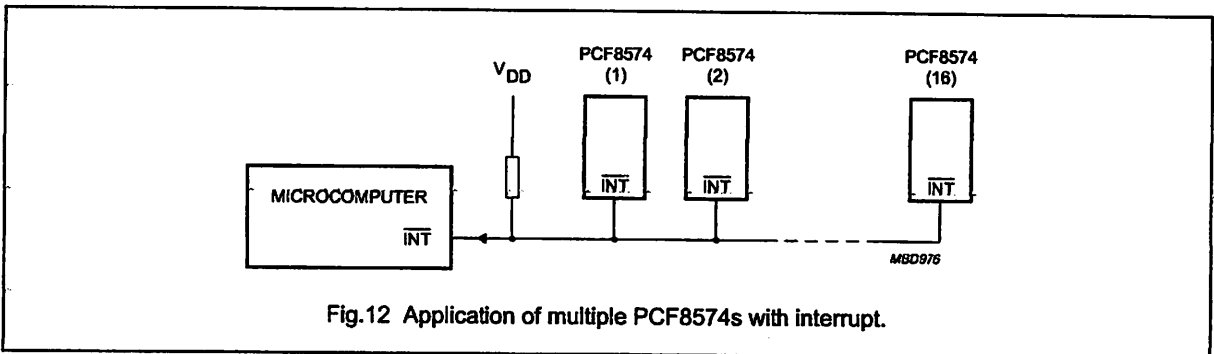 V DD
PCF8574
(1)
PCF8574
(2)
PCF8574
(16)
INT
INT
INT
MICROCOMPUTER
INT
MBD976
Fig.12 Application of multiple PCF8574s with interrupt.